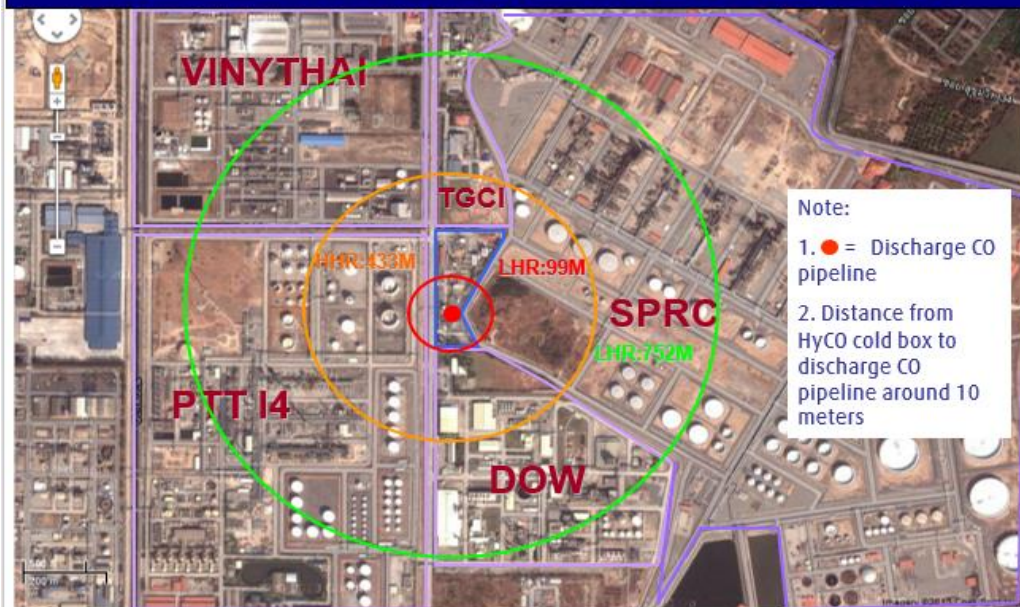 VINYTHAI
TGCI
HHR:433M
LHR:99M
SPRC
LHR:752M
PTT I4
DOW
Note:
1. = Discharge CO
pipeline
2. Distance from
HyCO cold box to
discharge CO
pipeline around 10
meters
200 m